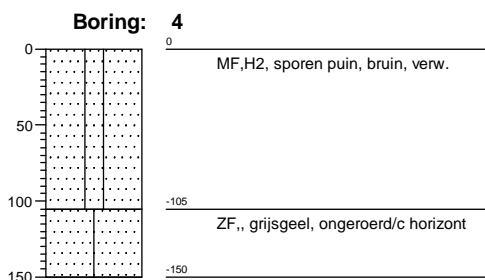 Boring: 4
0
0
MF,H2, sporen puin, bruin, verw.
50
100
-105
ZF,, grijsgeel, ongeroerd/c horizont
-150
150